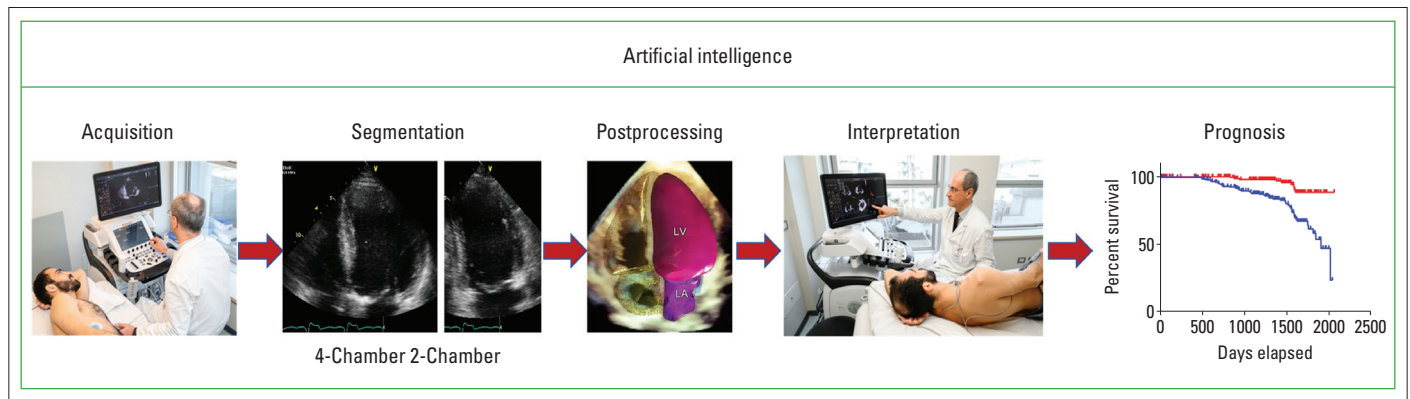 Artificial intelligence
Acquisition
Segmentation
Postprocessing
Interpretation
Prognosis
LV
LA
4-Chamber 2-Chamber
Percent survival
100
50
0
0 500 1000 1500 2000 2500
Days elapsed